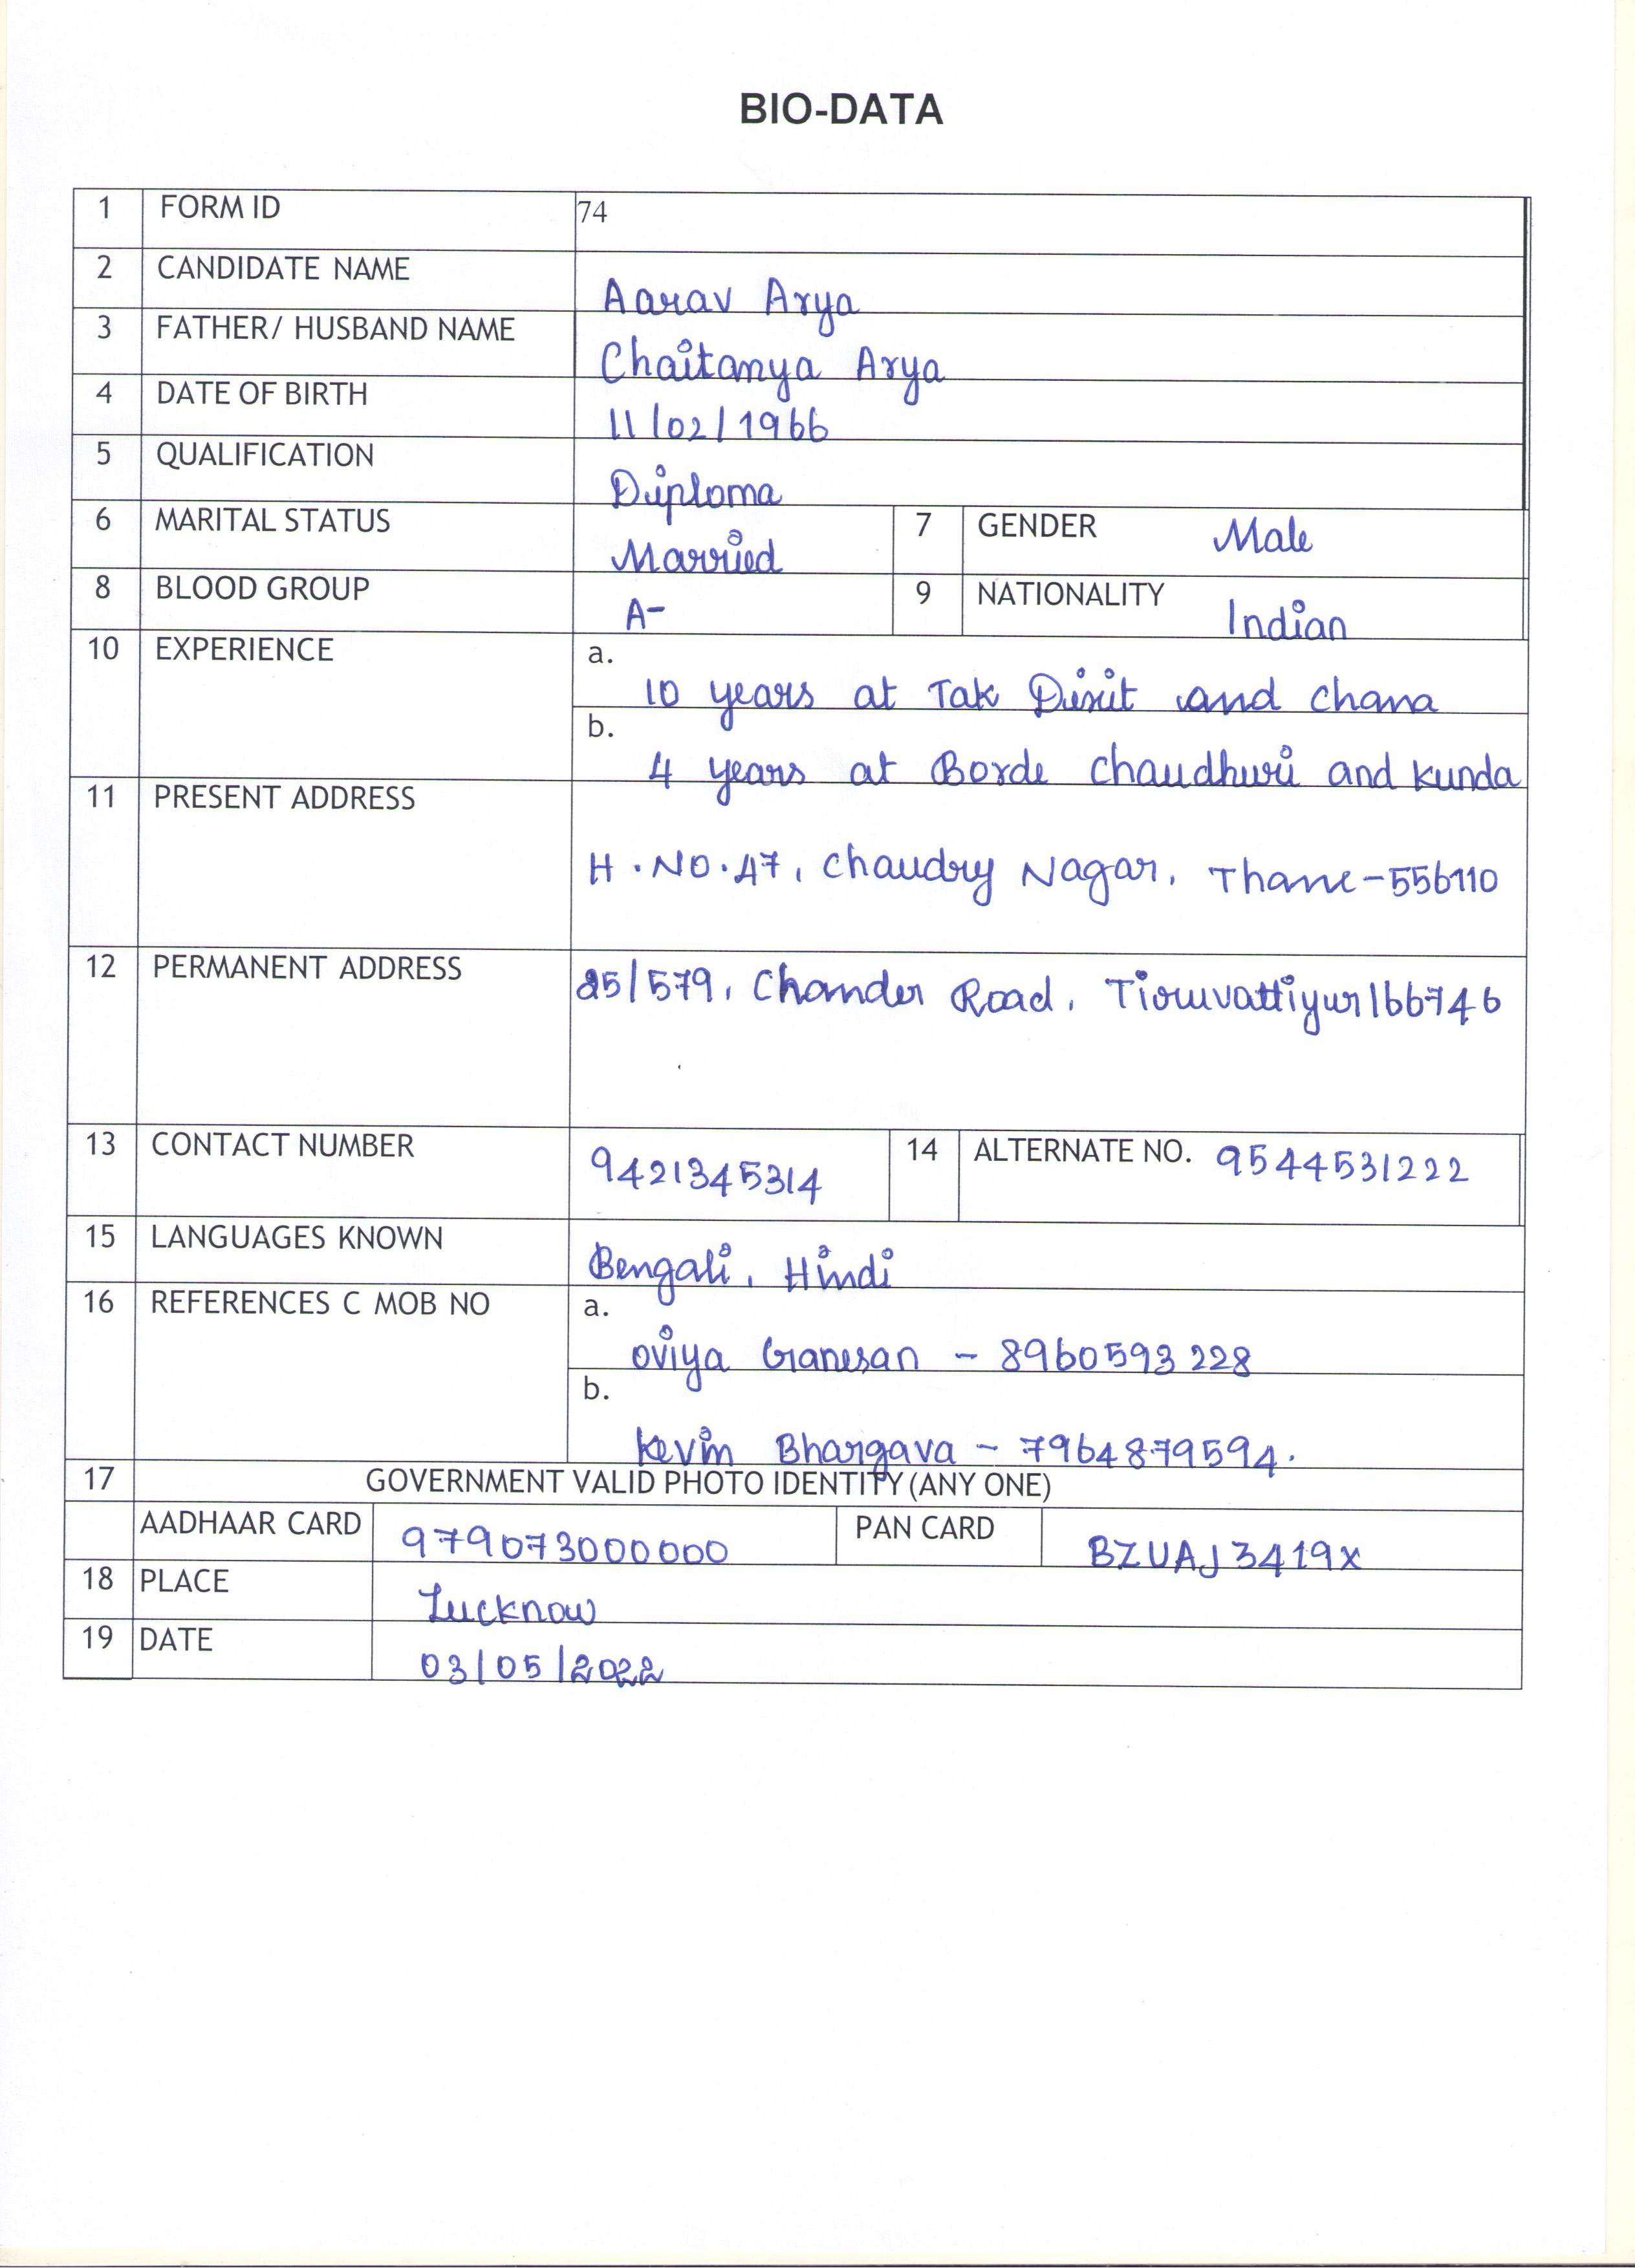 BIO-DATA
1 FORM ID 74
2 CANDIDATE NAME Aarav Arya
3 FATHER/ HUSBAND NAME Chaitanya Arya
4 DATE OF BIRTH 11/02/1966
5 QUALIFICATION Diploma
6 MARITAL STATUS Married 7 GENDER Male
8 BLOOD GROUP A- 9 NATIONALITY Indian
10 EXPERIENCE a. 10 years at Tak Dixit and Chana
b. 4 years at Borde Chaudhuri and Kunda
11 PRESENT ADDRESS
H.NO.47, Chaudry Nagar, Thane-556110
12 PERMANENT ADDRESS 25/579, Chander Road, Tiruvottiyur 166746
13 CONTACT NUMBER 9421345314 14 ALTERNATE NO. 9544531222
15 LANGUAGES KNOWN Bengali, Hindi
16 REFERENCES C MOB NO a. Oviya Ganesan - 8960593228
b. Kevin Bhargava - 7964879594.
17 GOVERNMENT VALID PHOTO IDENTITY (ANY ONE)
AADHAAR CARD 979073000000 PAN CARD BZUAJ3419X
18 PLACE Lucknow
19 DATE 03/05/2022